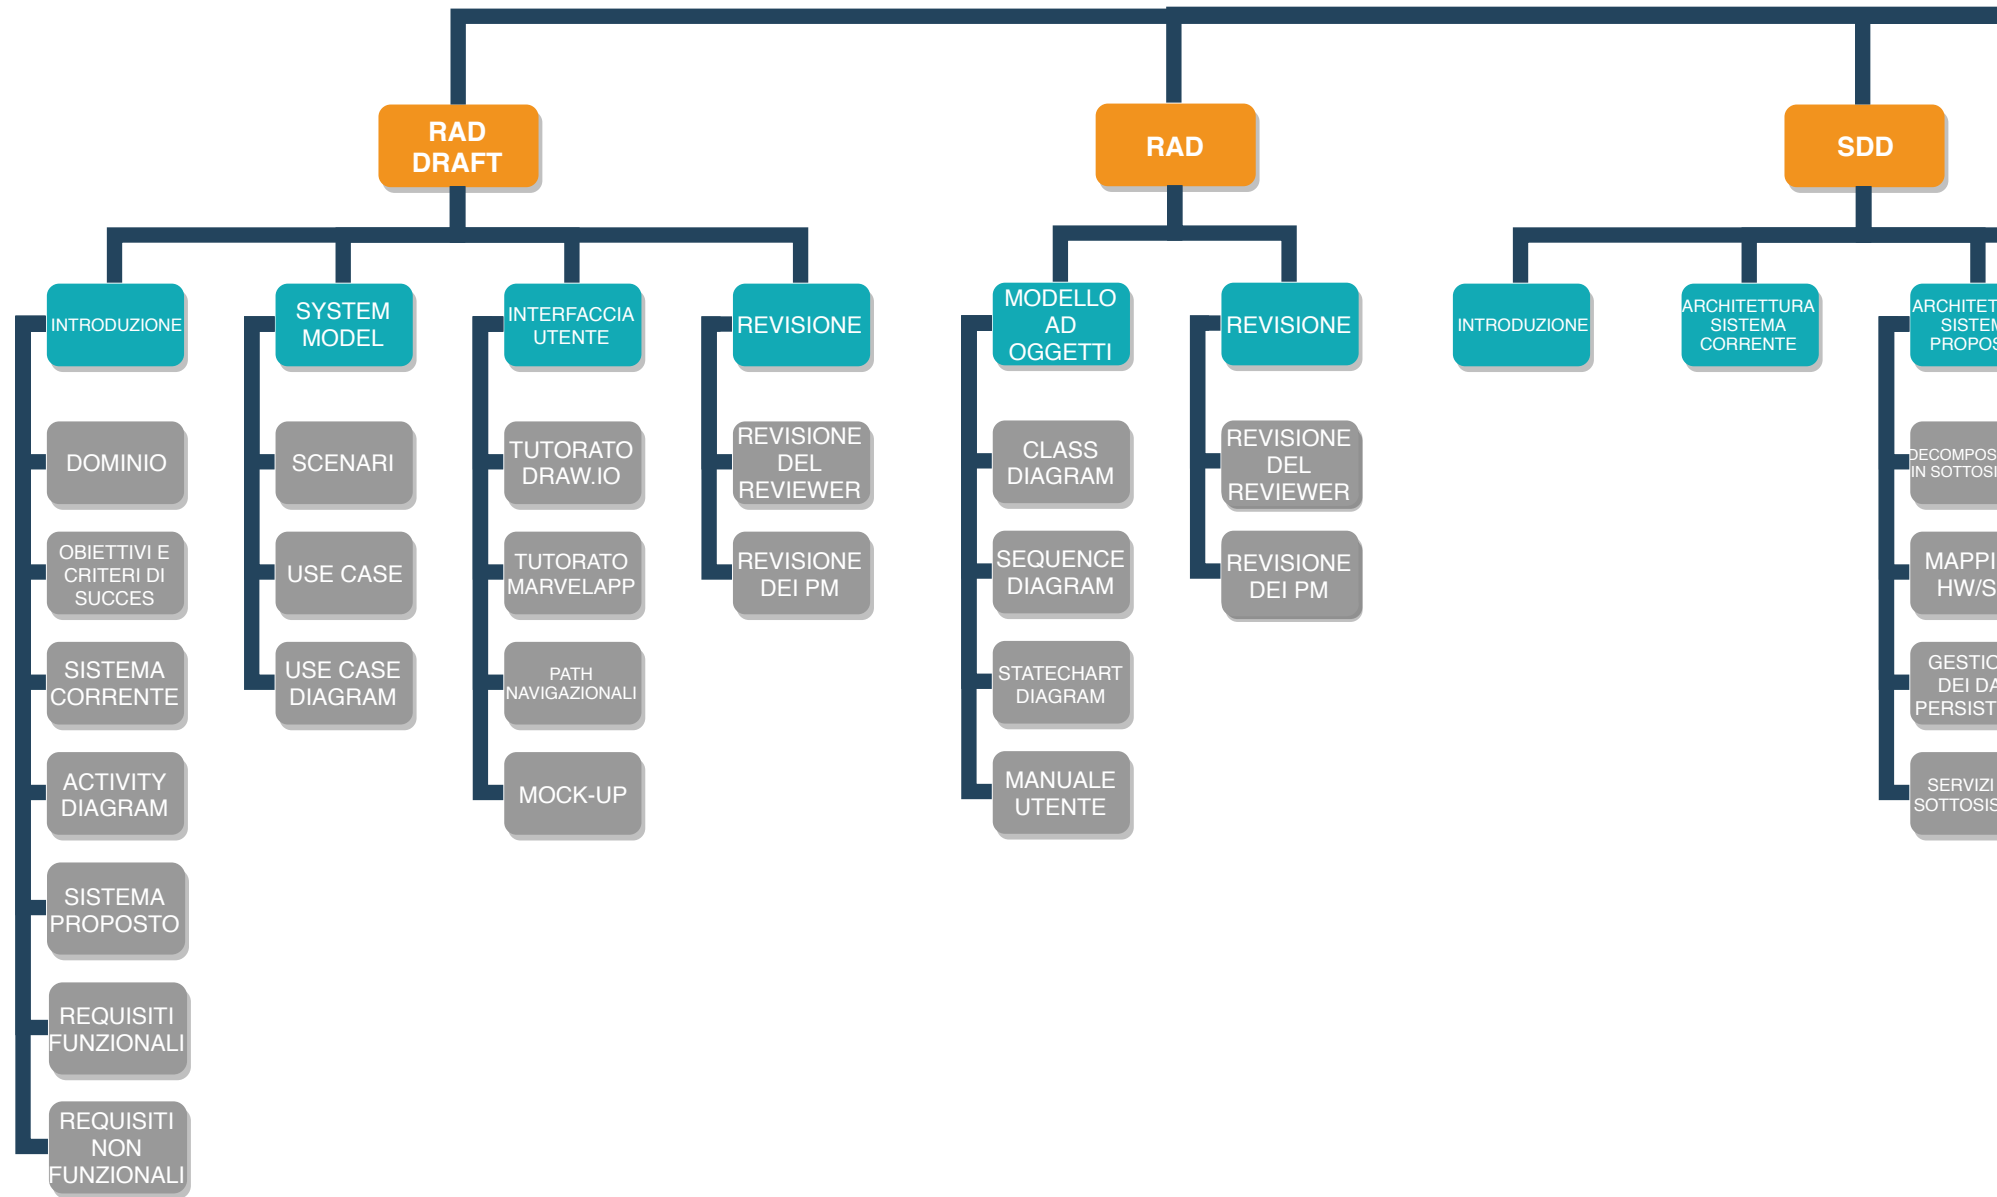 RAD
DRAFT
RAD
SDD
INTRODUZIONE
SYSTEM
MODEL
INTERFACCIA
UTENTE
REVISIONE
MODELLO
AD
OGGETTI
REVISIONE
INTRODUZIONE
ARCHITETTURA
SISTEMA
CORRENTE
DOMINIO
OBIETTIVI E
CRITERI DI
SUCCES
SISTEMA
CORRENTE
ACTIVITY
DIAGRAM
SISTEMA
PROPOSTO
REQUISITI
FUNZIONALI
REQUISITI
NON
FUNZIONALI
SCENARI
USE CASE
USE CASE
DIAGRAM
TUTORATO
DRAW.IO
TUTORATO
MARVELAPP
PATH
NAVIGAZIONALI
MOCK-UP
REVISIONE
DEL
REVIEWER
REVISIONE
DEI PM
CLASS
DIAGRAM
SEQUENCE
DIAGRAM
STATECHART
DIAGRAM
MANUALE
UTENTE
REVISIONE
DEL
REVIEWER
REVISIONE
DEI PM
IN
DEI
SERVIZI